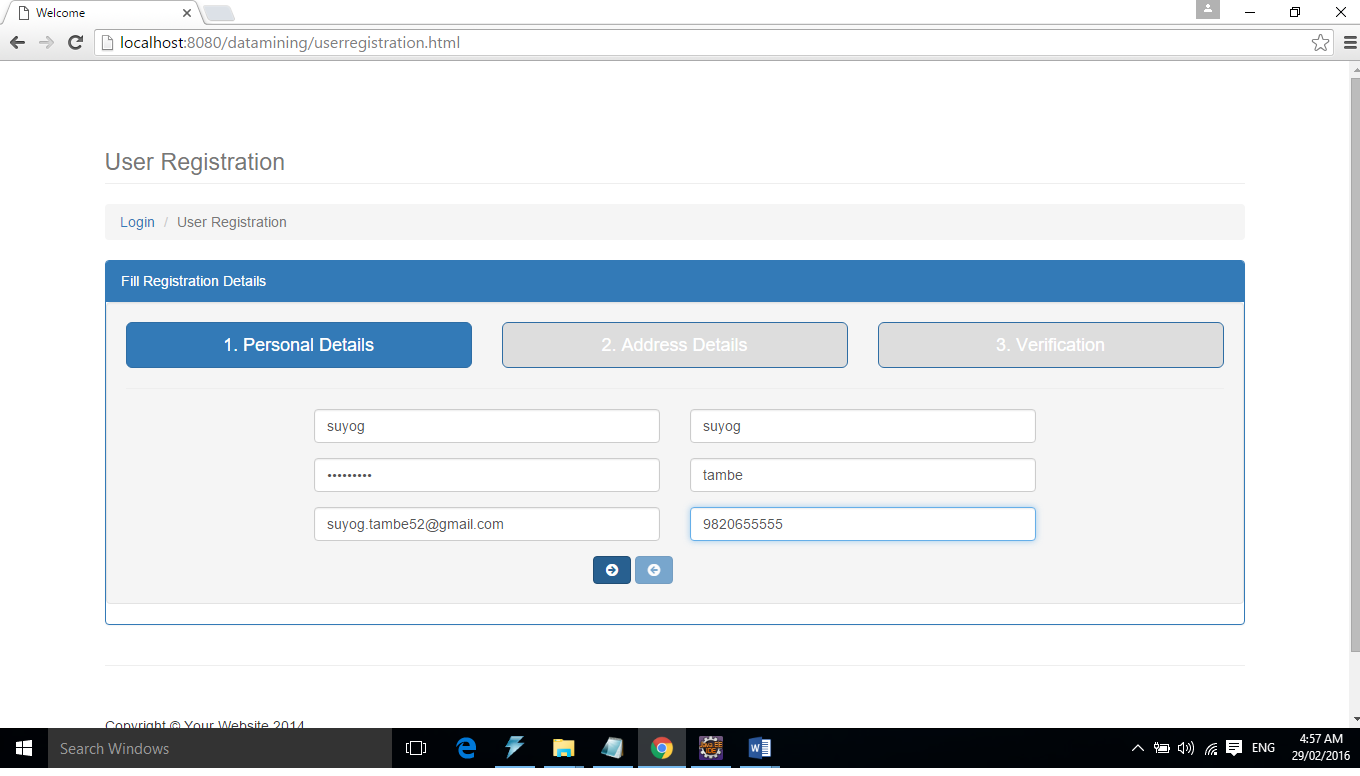 Welcome
localhost:8080/datamining/userregistration.html
User Registration
Login / User Registration
Fill Registration Details
1. Personal Details
2. Address Details
3. Verification
suyog
suyog
•••••••••
tambe
suyog.tambe52@gmail.com
9820655555
Copyright © Your Website 2014
Search Windows
ENG
4:57 AM
29/02/2016